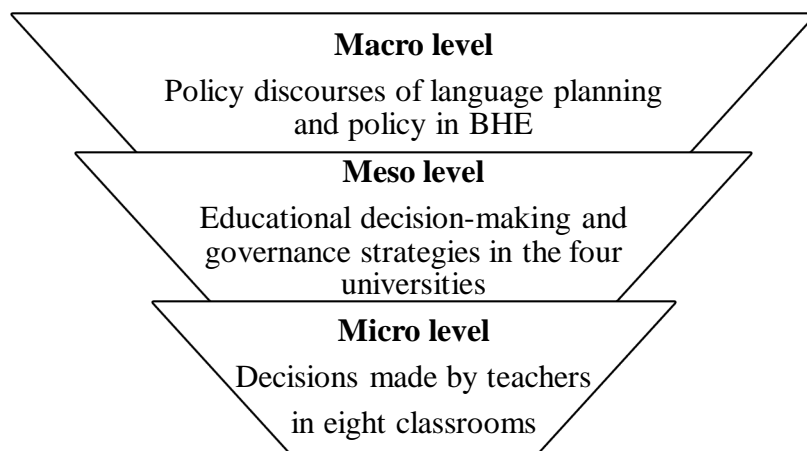 Macro level
Policy discourses of language planning
and policy in BHE
Meso level
Educational decision-making and
governance strategies in the four
universities
Micro level
Decisions made by teachers
in eight classrooms